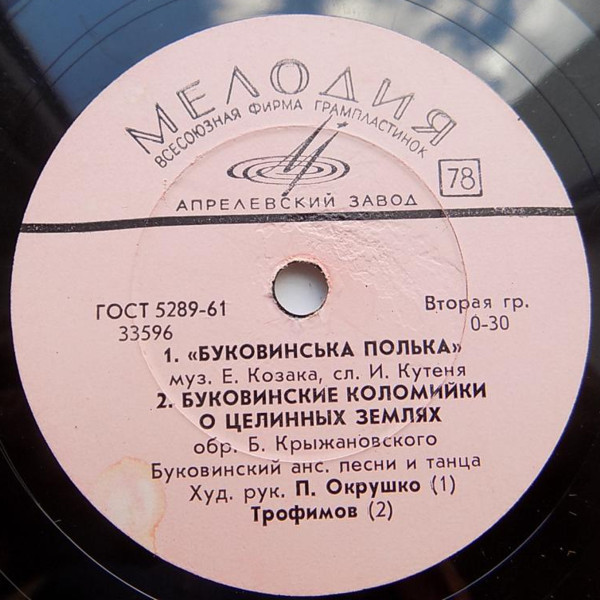 МЕЛОДИЯ
ВСЕСОЮЗНАЯ ФИРМА ГРАМПЛАСТИНОК
78
АПРЕЛЕВСКИЙ ЗАВОД
ГОСТ 5289-61
33596
Вторая гр.
0-30
1. «БУКОВИНСЬКА ПОЛЬКА»
муз. Е. Козака, сл. И. Кутеня
2. БУКОВИНСКИЕ КОЛОМИЙКИ
О ЦЕЛИННЫХ ЗЕМЛЯХ
обр. Б. Крыжановского
Буковинский анс. песни и танца
Худ. рук. П. Окрушко (1)
Трофимов (2)